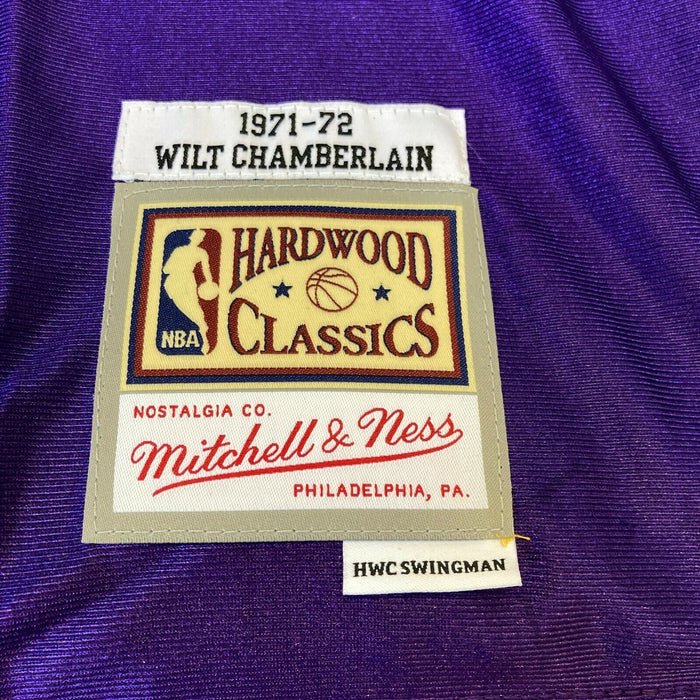 1971-72
WILT CHAMBERLAIN
HARDWOOD
CLASSICS
NBA
NOSTALGIA CO.
Mitchell & Ness
PHILADELPHIA, PA.
HWC SWINGMAN